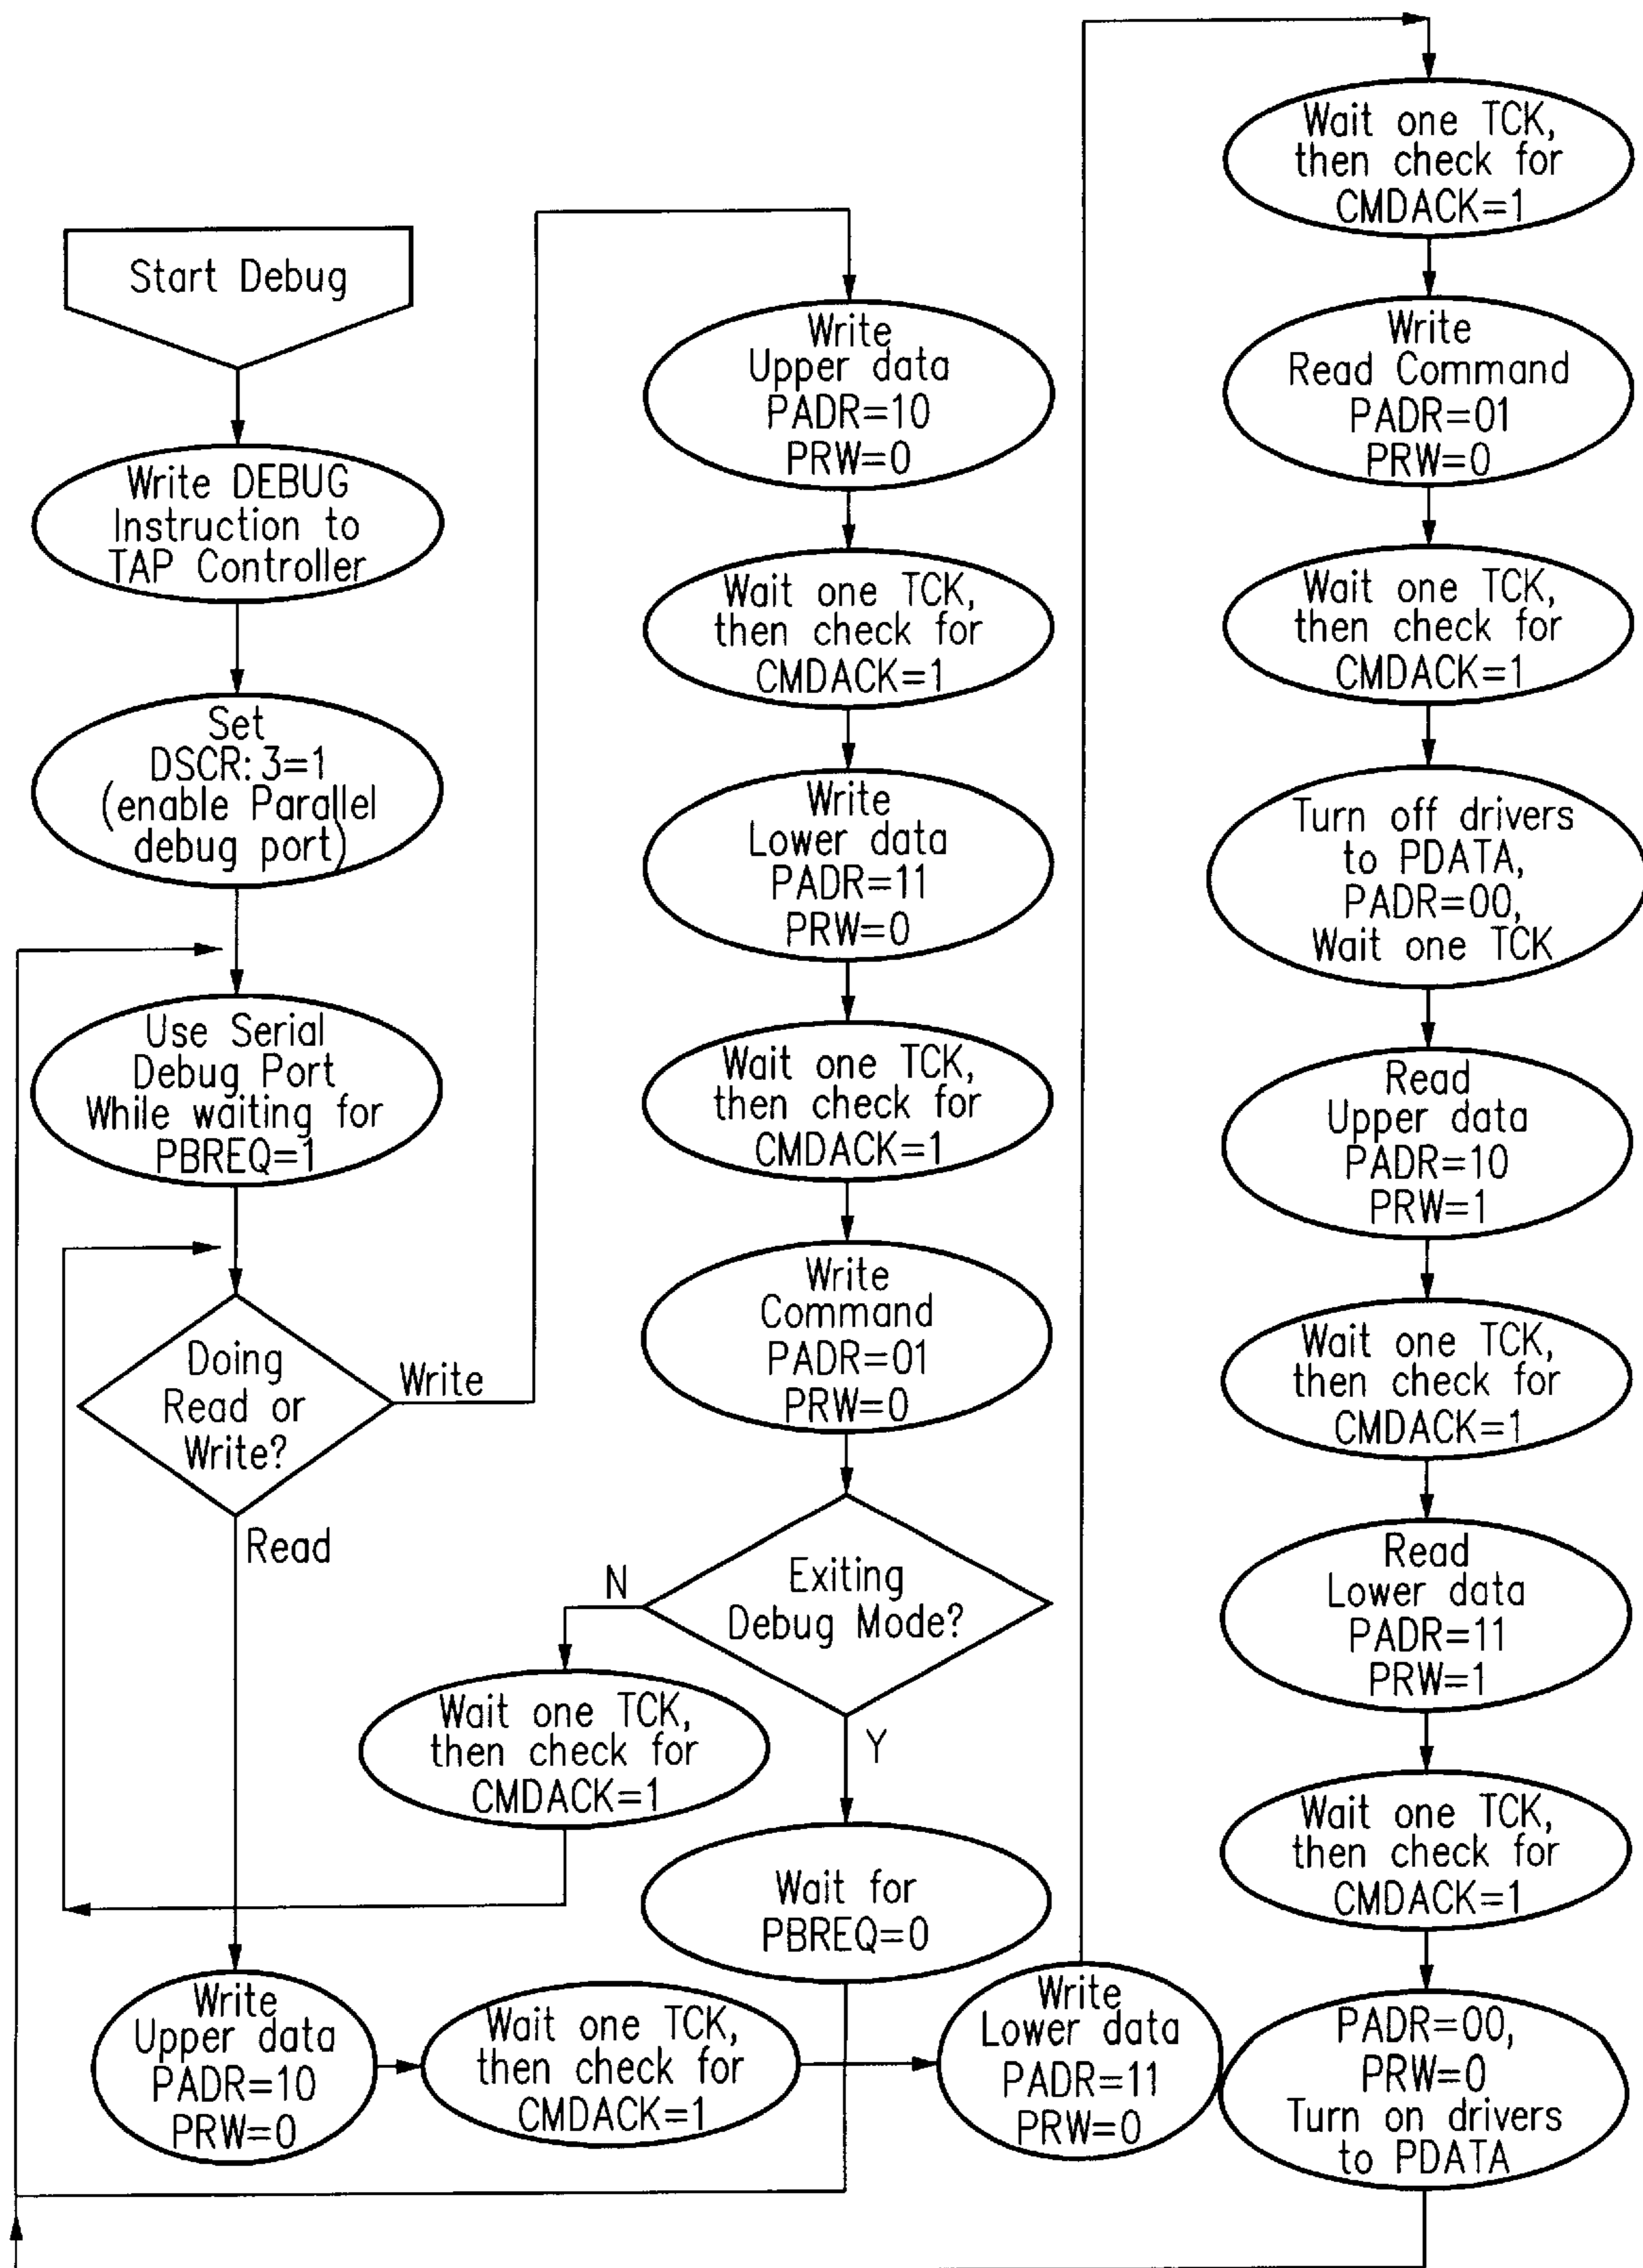 Start Debug
Write DEBUG
Instruction to
TAP Controller
Set
DSCR:3=1
(enable Parallel
debug port)
Use Serial
Debug Port
While waiting for
PBREQ=1
Doing
Read or
Write?
Write
Read
Write
Upper data
PADR=10
PRW=0
Wait one TCK,
then check for
CMDACK=1
Write
Lower data
PADR=11
PRW=0
Write
Upper data
PADR=10
PRW=0
Wait one TCK,
then check for
CMDACK=1
Write
Lower data
PADR=11
PRW=0
Wait one TCK,
then check for
CMDACK=1
Write
Command
PADR=01
PRW=0
Exiting
Debug Mode?
N
Wait one TCK,
then check for
CMDACK=1
Y
Wait for
PBREQ=0
Wait one TCK,
then check for
CMDACK=1
Write
Read Command
PADR=01
PRW=0
Wait one TCK,
then check for
CMDACK=1
Turn off drivers
to PDATA,
PADR=00,
Wait one TCK
Read
Upper data
PADR=10
PRW=1
Wait one TCK,
then check for
CMDACK=1
Read
Lower data
PADR=11
PRW=1
Wait one TCK,
then check for
CMDACK=1
PADR=00,
PRW=0
Turn on drivers
to PDATA